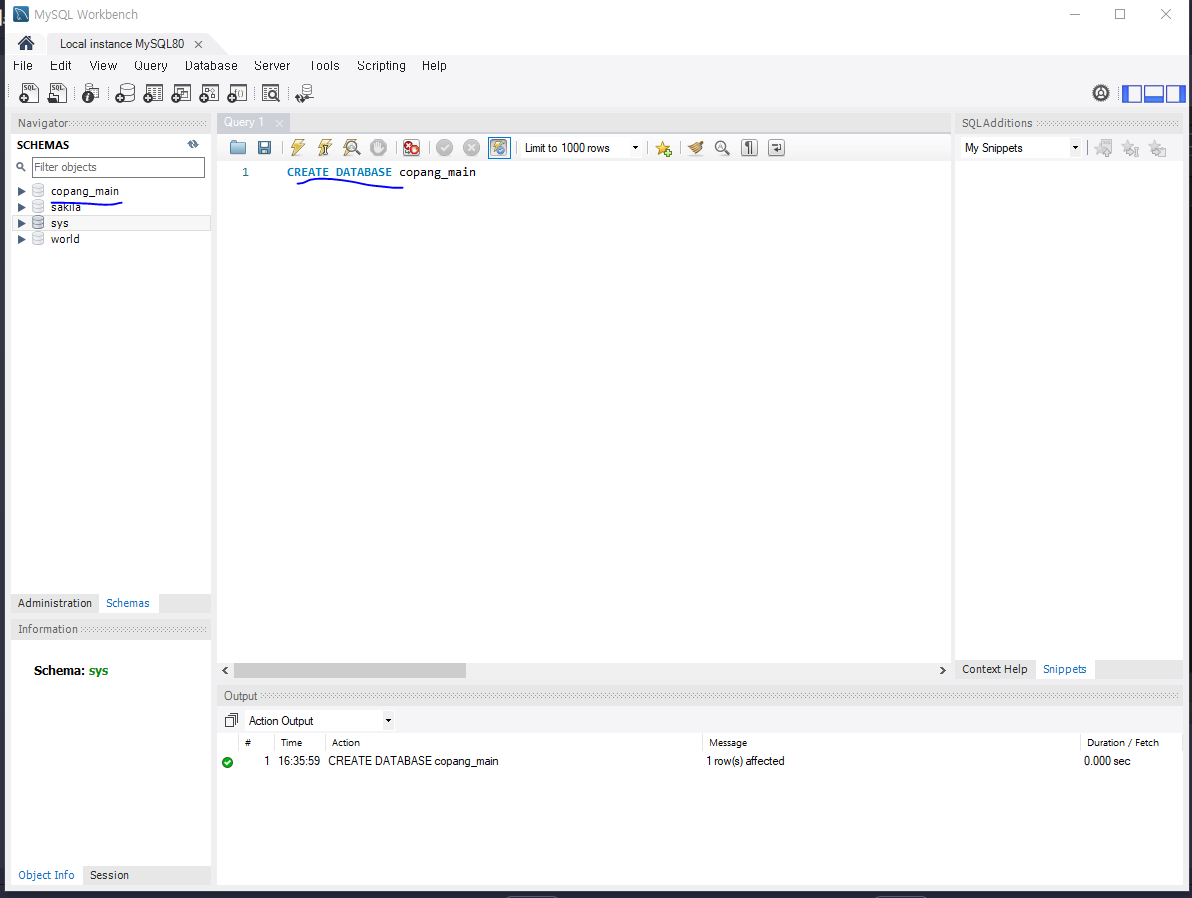 MySQL Workbench
Local instance MySQL80
File Edit View Query Database Server Tools Scripting Help
Navigator
SCHEMAS
Filter objects
copang_main
sakila
sys
world
Administration Schemas
Information
Schema: sys
Object Info Session
Query 1
Limit to 1000 rows
1 CREATE DATABASE copang_main
SQLAdditions
My Snippets
Context Help Snippets
Output
Action Output
# Time Action Message Duration / Fetch
1 16:35:59 CREATE DATABASE copang_main 1 row(s) affected 0.000 sec